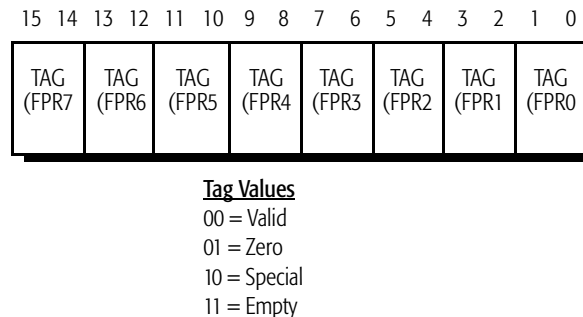 15 14 13 12 11 10 9 8 7 6 5 4 3 2 1 0
TAG TAG TAG TAG TAG TAG TAG TAG
(FPR7 (FPR6 (FPR5 (FPR4 (FPR3 (FPR2 (FPR1 (FPR0
Tag Values
00 = Valid
01 = Zero
10 = Special
11 = Empty